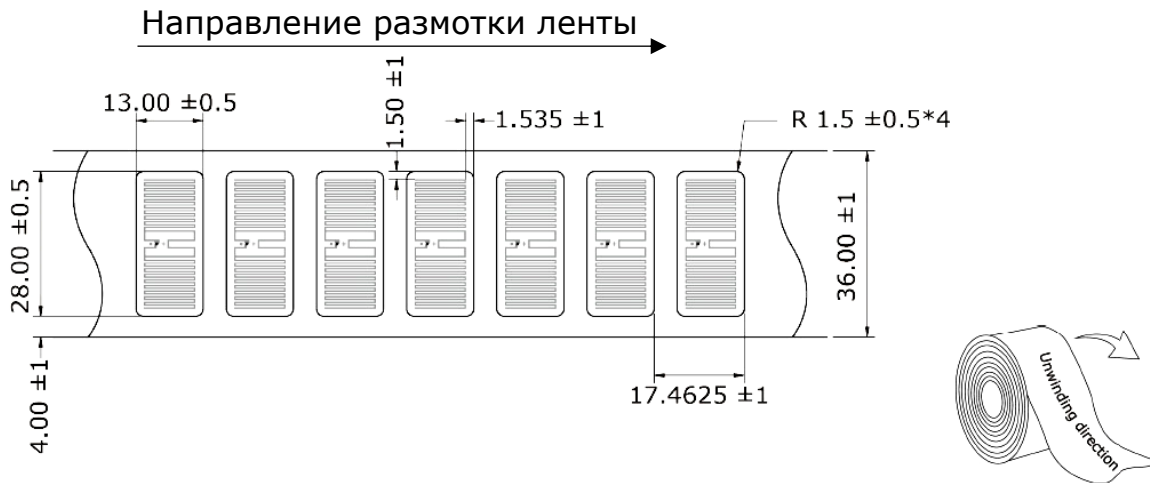 Направление размотки ленты
13.00 ±0.5
1.50 ±1
1.535 ±1
R 1.5 ±0.5*4
28.00 ±0.5
36.00 ±1
4.00 ±1
17.4625 ±1
Unwinding direction